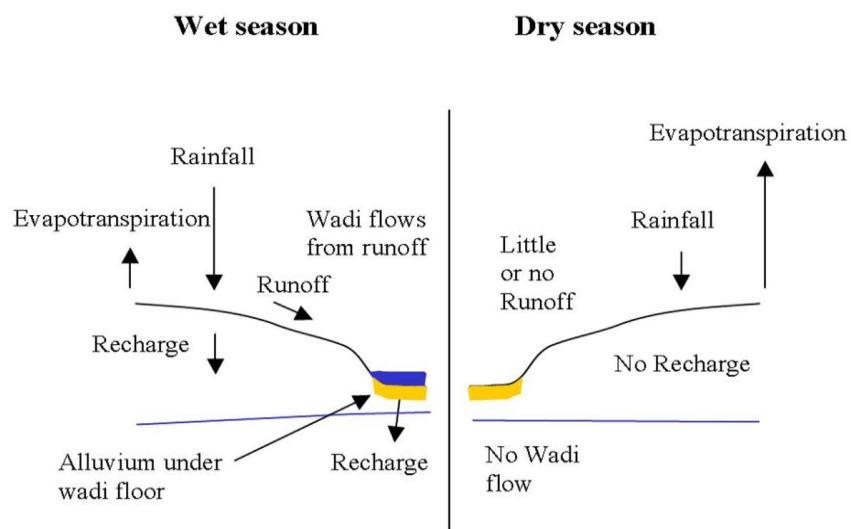 Wet season
Dry season
Rainfall
Evapotranspiration
Wadi flows
from runoff
Runoff
Recharge
Alluvium under
wadi floor
Recharge
Evapotranspiration
Rainfall
Little
or no
Runoff
No Recharge
No Wadi
flow